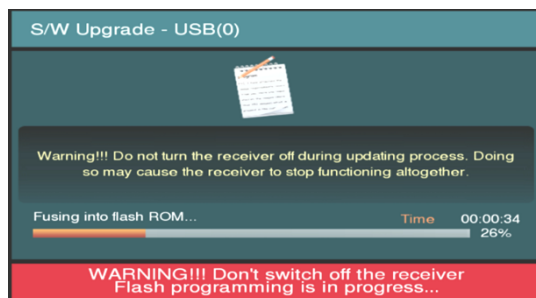 S/W Upgrade - USB(0)
Warning!!! Do not turn the receiver off during updating process. Doing
so may cause the receiver to stop functioning altogether.
Fusing into flash ROM...
Time 00:00:34
26%
WARNING!!! Don't switch off the receiver
Flash programming is in progress...